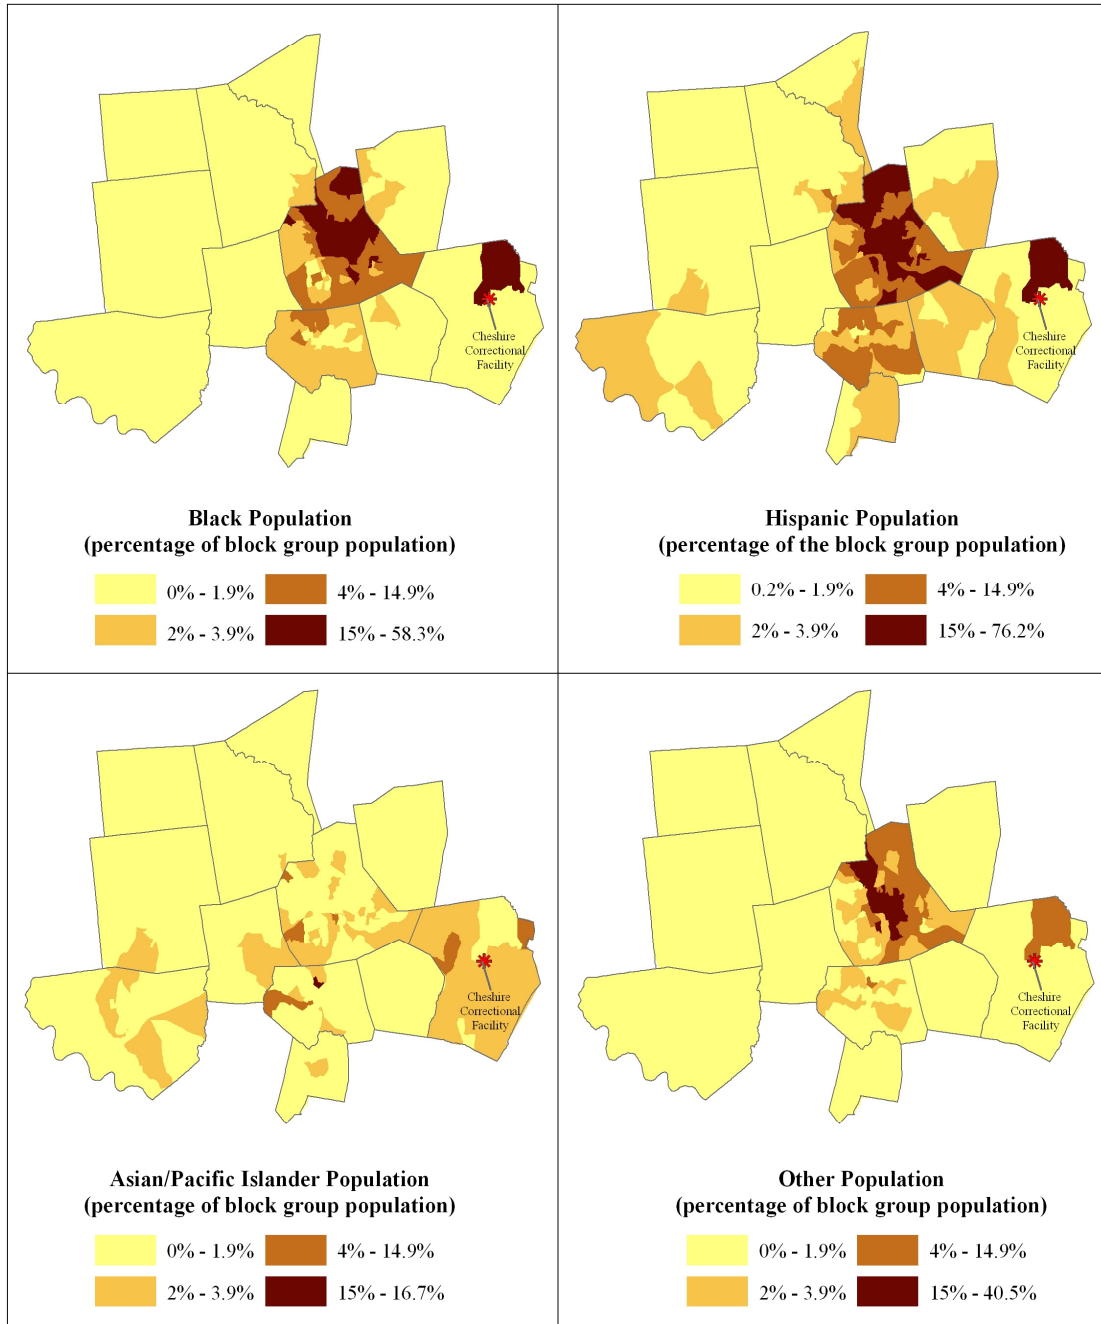 Cheshire
Correctional
Facility
Black Population
(percentage of block group population)
0% - 1.9%
4% - 14.9%
2% - 3.9%
15% - 58.3%
Cheshire
Correctional
Facility
Hispanic Population
(percentage of the block group population)
0.2% - 1.9%
4% - 14.9%
2% - 3.9%
15% - 76.2%
Cheshire
Correctional
Facility
Asian/Pacific Islander Population
(percentage of block group population)
0% - 1.9%
4% - 14.9%
2% - 3.9%
15% - 16.7%
Cheshire
Correctional
Facility
Other Population
(percentage of block group population)
0% - 1.9%
4% - 14.9%
2% - 3.9%
15% - 40.5%